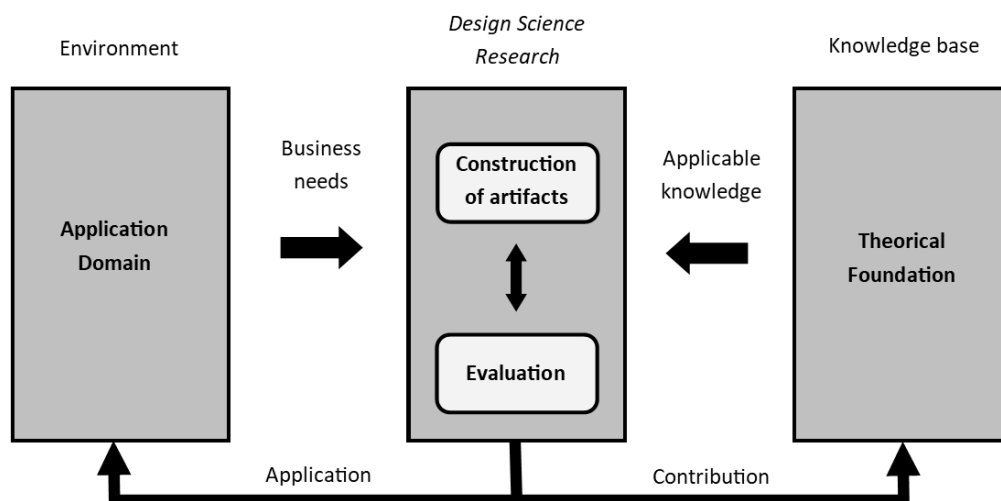 Environment
Design Science
Research
Knowledge base
Business
needs
Construction
of artifacts
Applicable
knowledge
Application
Domain
Theorical
Foundation
Evaluation
Application
Contribution